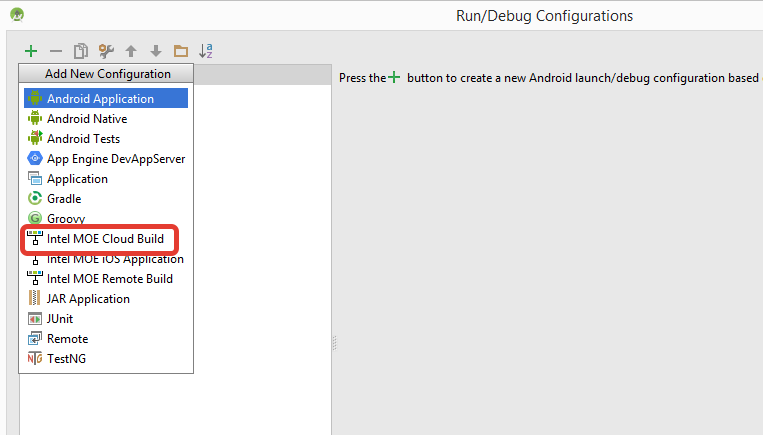 Run/Debug Configurations
Add New Configuration
Press the button to create a new Android launch/debug configuration based
Android Application
Android Native
Android Tests
App Engine DevAppServer
Application
Gradle
Groovy
Intel MOE Cloud Build
Intel MOE iOS Application
Intel MOE Remote Build
JAR Application
JUnit
Remote
TestNG